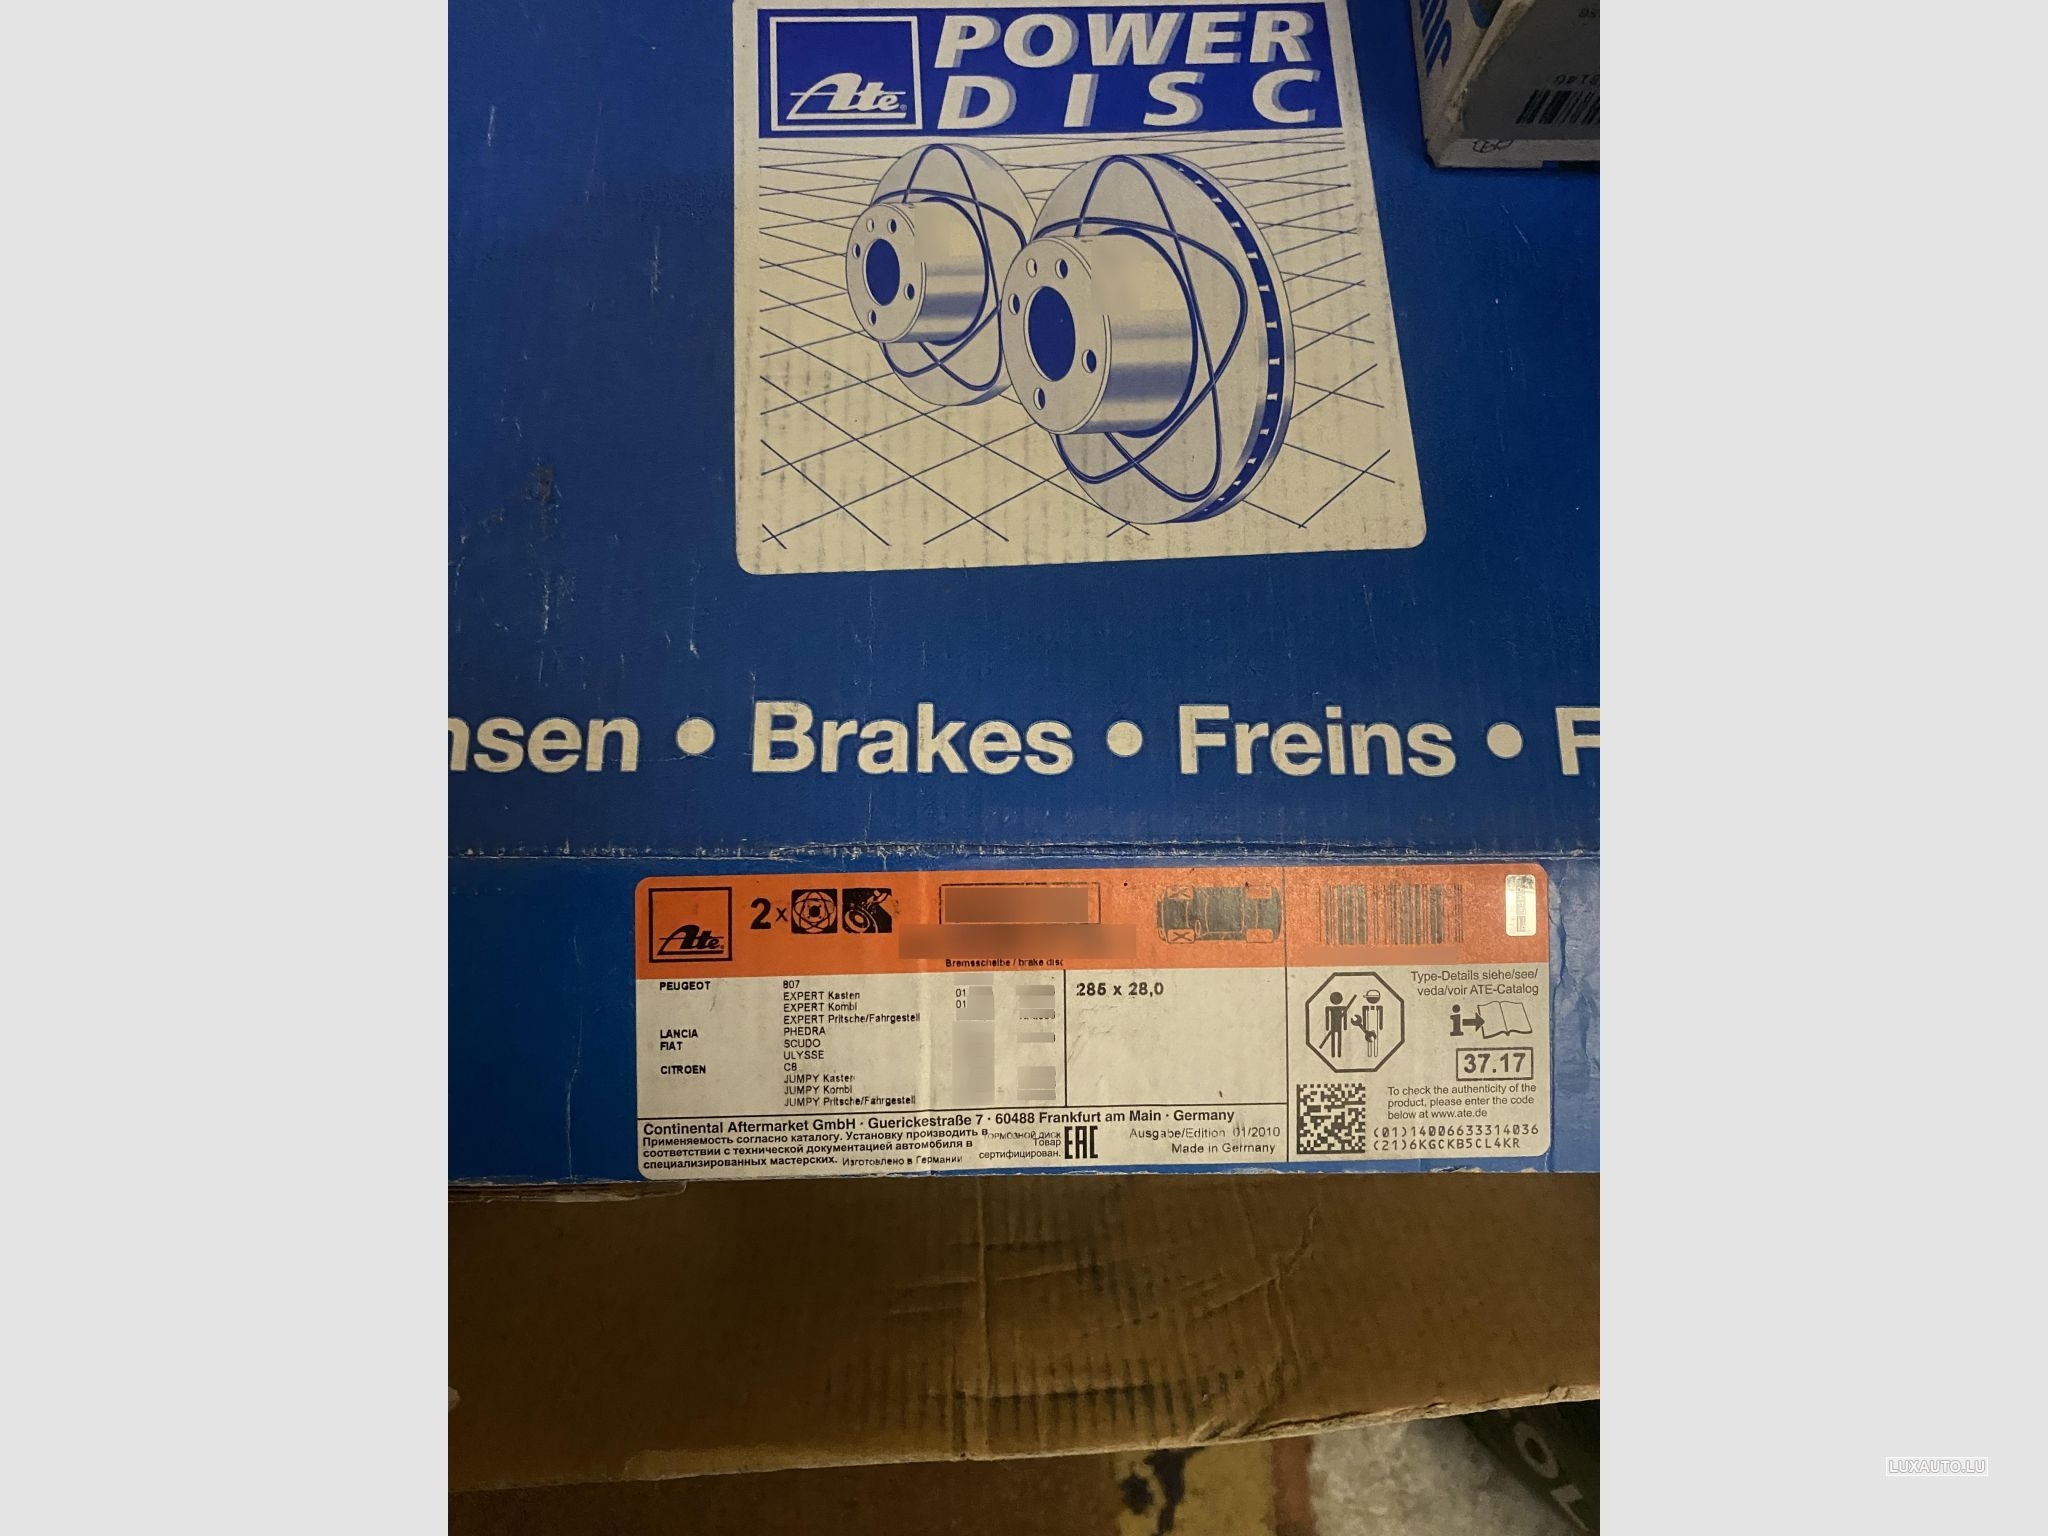 Ate
POWER
DISC
nsen • Brakes • Freins • F
Ate
2x
Bremsscheibe / brake disc
PEUGEOT 807
EXPERT Kasten 01
EXPERT Kombi 01
EXPERT Pritsche/Fahrgestell
LANCIA PHEDRA
FIAT SCUDO
ULYSSE
CITROEN C8
JUMPY Kasten
JUMPY Kombi
JUMPY Pritsche/Fahrgestell
285 x 28,0
Type-Details siehe/see/
veda/voir ATE-Catalog
37.17
To check the authenticity of the
product, please enter the code
below at www.ate.de
(01)14006633314036
(21)6KGCKB5CL4KR
Continental Aftermarket GmbH · Guerickestraße 7 · 60488 Frankfurt am Main · Germany
Применяемость согласно каталогу. Установку производить в
соответствии с технической документацией автомобиля в
специализированных мастерских. Изготовлено в Германии
тормозной диск
Товар
сертифицирован.
EAC
Ausgabe/Edition 01/2010
Made in Germany
LUXAUTO.LU